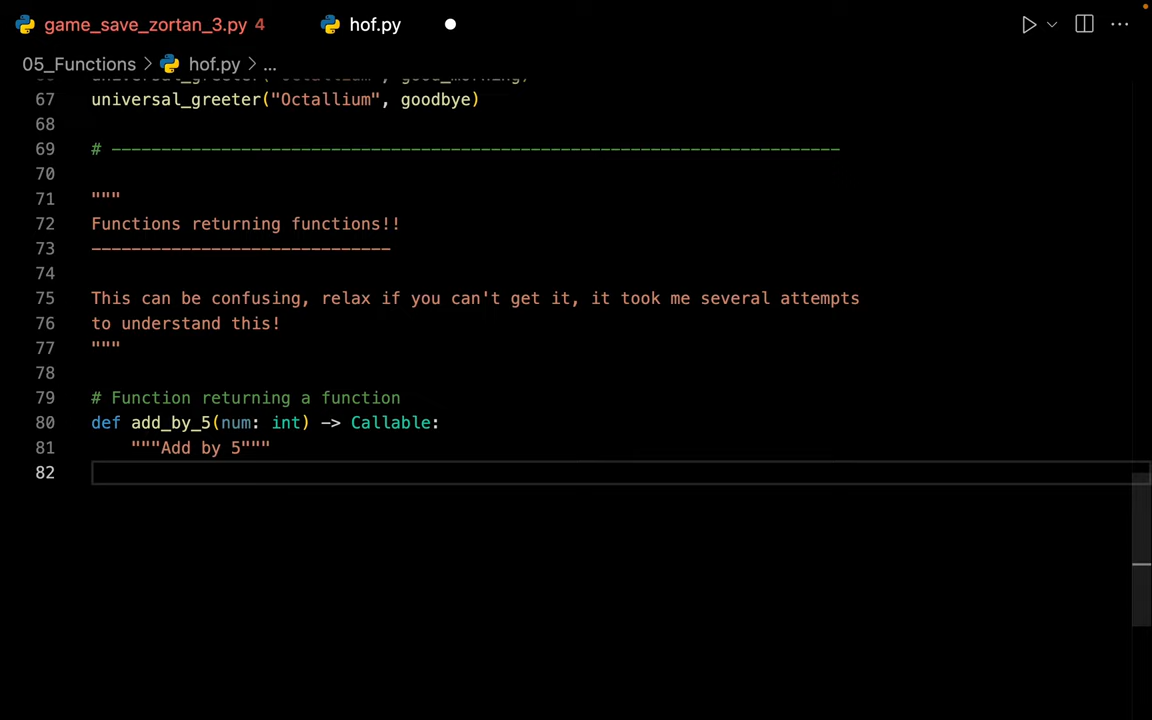 game_save_zortan_3.py 4 hof.py
05_Functions > hof.py > ...
67 universal_greeter("Octallium", goodbye)
68
69 # -------------------------------------------------------------------------
70
71 """
72 Functions returning functions!!
73 ------------------------------
74
75 This can be confusing, relax if you can't get it, it took me several attempts
76 to understand this!
77 """
78
79 # Function returning a function
80 def add_by_5(num: int) -> Callable:
81 """Add by 5"""
82